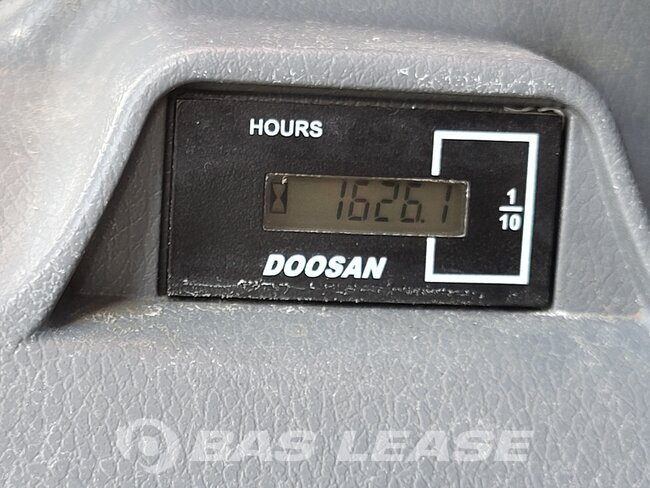 HOURS
1626.1
1
10
DOOSAN
BAS LEASE